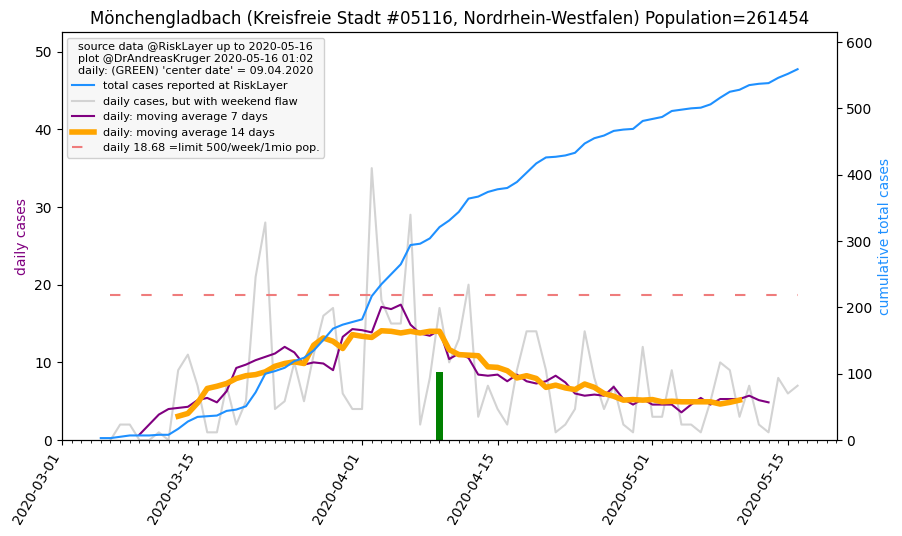 Mönchengladbach (Kreisfreie Stadt #05116, Nordrhein-Westfalen) Population=261454
source data @RiskLayer up to 2020-05-16
plot @DrAndreasKruger 2020-05-16 01:02
daily: (GREEN) 'center date' = 09.04.2020
total cases reported at RiskLayer
daily cases, but with weekend flaw
daily: moving average 7 days
daily: moving average 14 days
daily 18.68 =limit 500/week/1mio pop.
daily cases
50
40
30
20
10
0
cumulative total cases
600
500
400
300
200
100
0
2020-03-01
2020-03-15
2020-04-01
2020-04-15
2020-05-01
2020-05-15